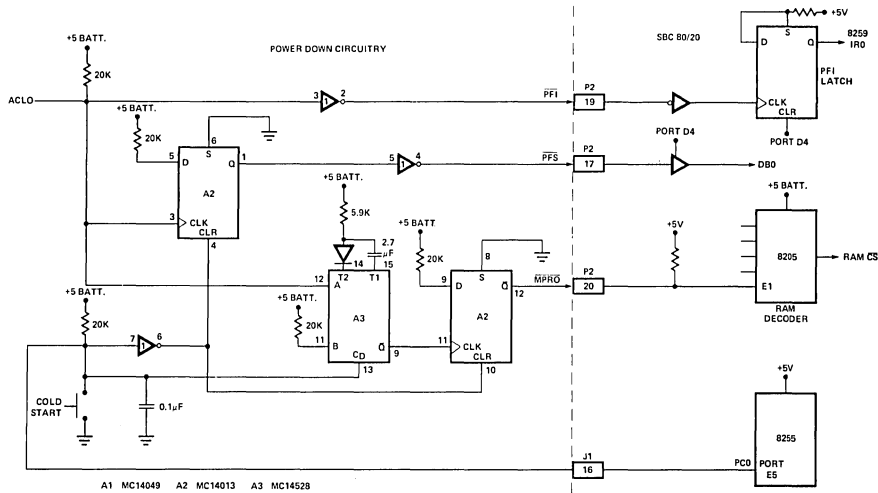 +5 BATT.
POWER DOWN CIRCUITRY
SBC 80/20
+5V
20K
ACLO
3
1
2
PFI
P2
19
S
D
Q
8259
IR0
PFI
LATCH
CLK
CLR
PORT D4
+5 BATT.
20K
6
S
5
D
Q
1
A2
3
CLK
CLR
4
5
1
4
PFS
P2
17
PORT D4
DB0
+5 BATT.
5.9K
2.7
μF
14
15
T2
T1
12
A
A3
+5 BATT.
20K
11
B
Q
9
CD
13
+5 BATT.
20K
8
S
9
D
Q
12
A2
11
CLK
CLR
10
MPRO
P2
20
+5V
+5 BATT.
8205
E1
RAM CS
RAM
DECODER
+5 BATT.
20K
7
1
6
COLD
START
0.1μF
J1
16
+5V
8255
PC0
PORT
E5
A1 MC14049 A2 MC14013 A3 MC14528